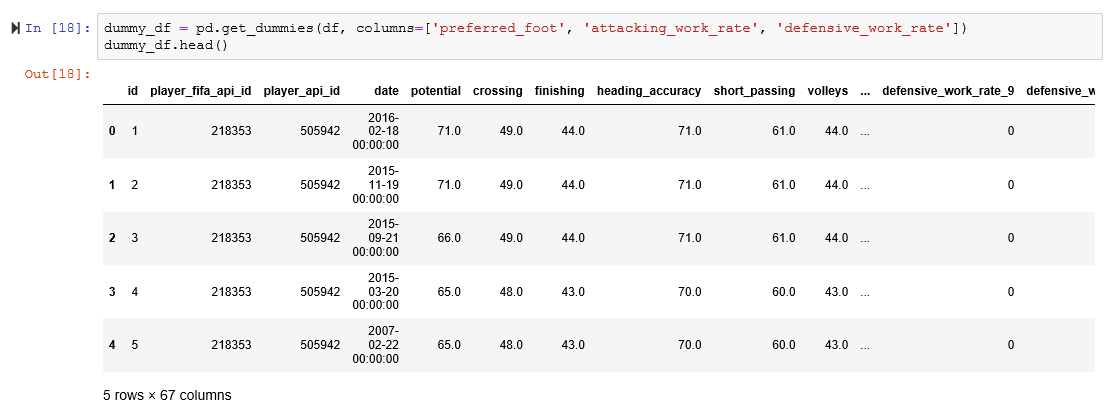 In [18]: dummy_df = pd.get_dummies(df, columns=['preferred_foot', 'attacking_work_rate', 'defensive_work_rate'])
dummy_df.head()
Out[18]:
id player_fifa_api_id player_api_id date potential crossing finishing heading_accuracy short_passing volleys ... defensive_work_rate_9 defensive_w
2016-
0 1 218353 505942 02-18 71.0 49.0 44.0 71.0 61.0 44.0 ... 0
00:00:00
2015-
1 2 218353 505942 11-19 71.0 49.0 44.0 71.0 61.0 44.0 ... 0
00:00:00
2015-
2 3 218353 505942 09-21 66.0 49.0 44.0 71.0 61.0 44.0 ... 0
00:00:00
2015-
3 4 218353 505942 03-20 65.0 48.0 43.0 70.0 60.0 43.0 ... 0
00:00:00
2007-
4 5 218353 505942 02-22 65.0 48.0 43.0 70.0 60.0 43.0 ... 0
00:00:00
5 rows × 67 columns